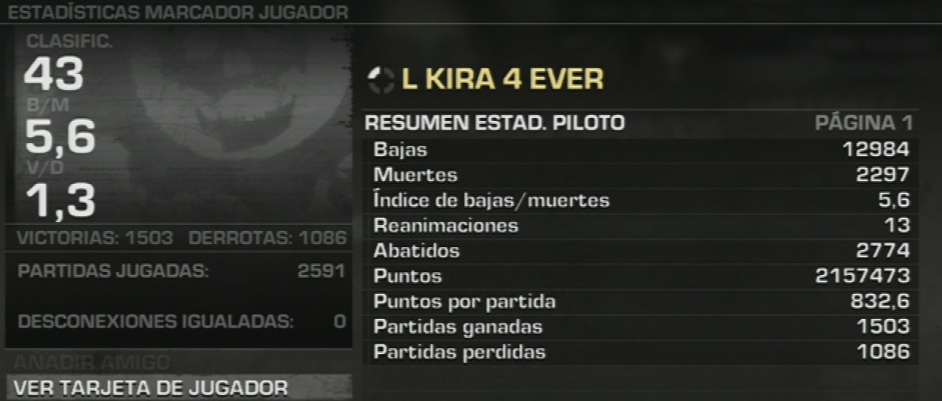 ESTADÍSTICAS MARCADOR JUGADOR
CLASIFIC.
43
B/M
5,6
V/D
1,3
VICTORIAS: 1503 DERROTAS: 1086
PARTIDAS JUGADAS: 2591
DESCONEXIONES IGUALADAS: 0
AÑADIR AMIGO
VER TARJETA DE JUGADOR
L KIRA 4 EVER
RESUMEN ESTAD. PILOTO PÁGINA 1
Bajas 12984
Muertes 2297
Índice de bajas/muertes 5,6
Reanimaciones 13
Abatidos 2774
Puntos 2157473
Puntos por partida 832,6
Partidas ganadas 1503
Partidas perdidas 1086